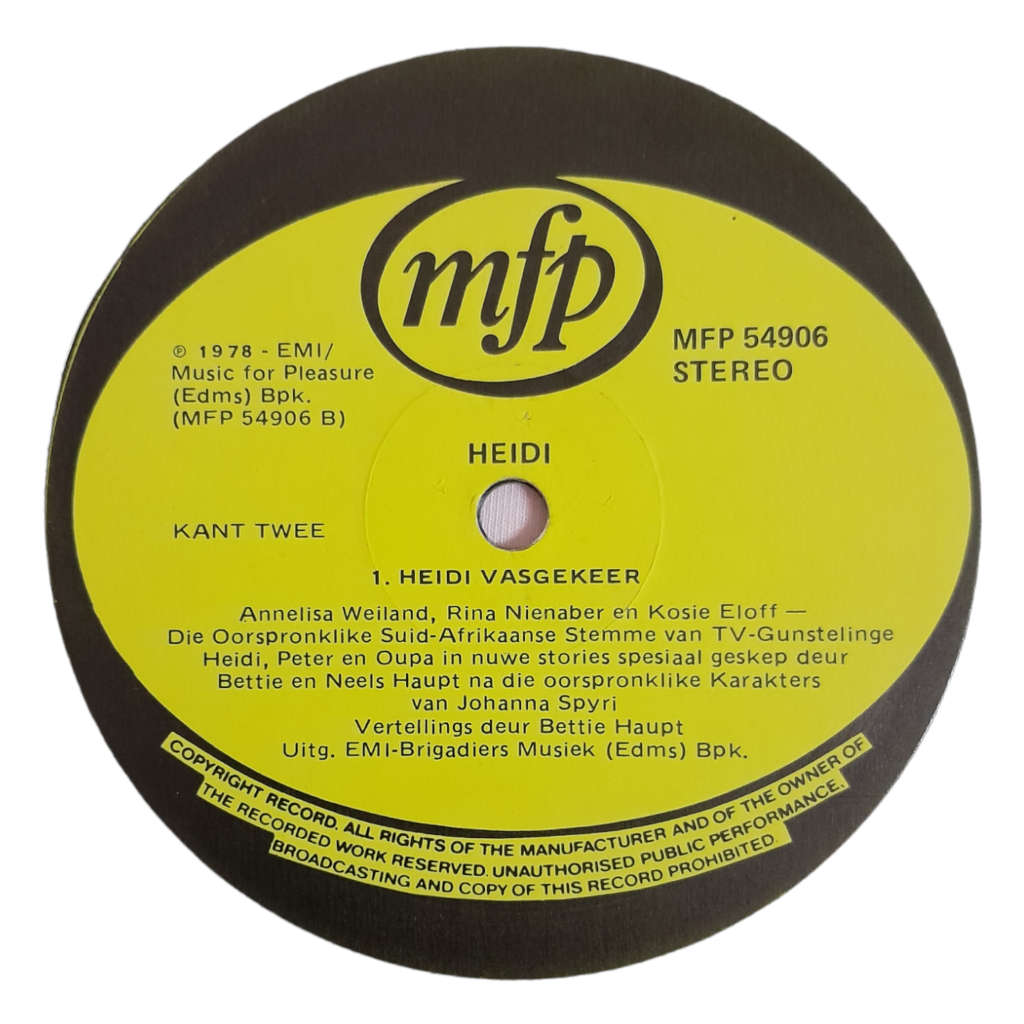 mfp
℗ 1978 - EMI/
Music for Pleasure
(Edms) Bpk.
(MFP 54906 B)
MFP 54906
STEREO
HEIDI
KANT TWEE
1. HEIDI VASGEKEER
Annelisa Weiland, Rina Nienaber en Kosie Eloff —
Die Oorspronklike Suid-Afrikaanse Stemme van TV-Gunstelinge
Heidi, Peter en Oupa in nuwe stories spesiaal geskep deur
Bettie en Neels Haupt na die oorspronklike Karakters
van Johanna Spyri
Vertellings deur Bettie Haupt
Uitg. EMI-Brigadiers Musiek (Edms) Bpk.
COPYRIGHT RECORD. ALL RIGHTS OF THE MANUFACTURER AND OF THE OWNER OF
THE RECORDED WORK RESERVED. UNAUTHORISED PUBLIC PERFORMANCE.
BROADCASTING AND COPY OF THIS RECORD PROHIBITED.